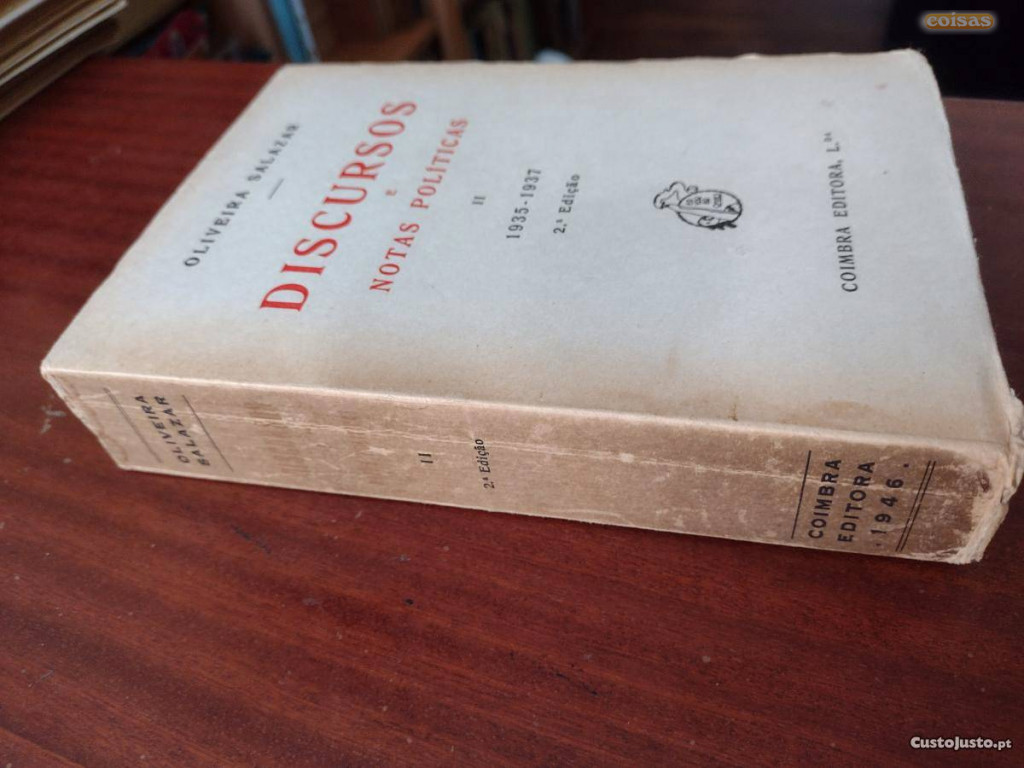 OLIVEIRA SALAZAR
DISCURSOS
E
NOTAS POLÍTICAS
II
1935-1937
2.ª Edição
COIMBRA EDITORA, L.DA
OLIVEIRA
SALAZAR
II
2.ª Edição
COIMBRA
EDITORA
. 1946 .
coisas
CustoJusto.pt